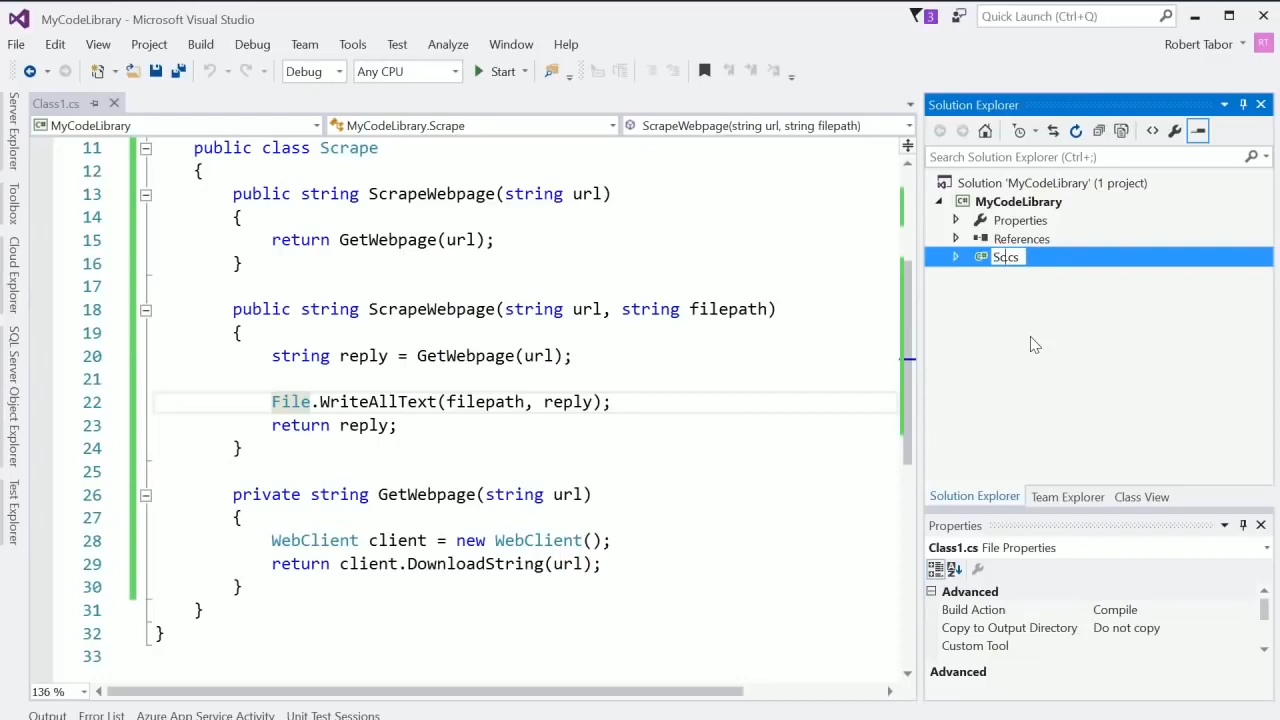 MyCodeLibrary - Microsoft Visual Studio
3
Quick Launch (Ctrl+Q)
File Edit View Project Build Debug Team Tools Test Analyze Window Help
Robert Tabor RT
Debug Any CPU Start
Class1.cs
MyCodeLibrary MyCodeLibrary.Scrape ScrapeWebpage(string url, string filepath)
11 public class Scrape
12 {
13 public string ScrapeWebpage(string url)
14 {
15 return GetWebpage(url);
16 }
17
18 public string ScrapeWebpage(string url, string filepath)
19 {
20 string reply = GetWebpage(url);
21
22 File.WriteAllText(filepath, reply);
23 return reply;
24 }
25
26 private string GetWebpage(string url)
27 {
28 WebClient client = new WebClient();
29 return client.DownloadString(url);
30 }
31 }
32 }
33
136 %
Server Explorer
Toolbox
Cloud Explorer
SQL Server Object Explorer
Test Explorer
Output Error List Azure App Service Activity Unit Test Sessions
Solution Explorer
Search Solution Explorer (Ctrl+;)
Solution 'MyCodeLibrary' (1 project)
C# MyCodeLibrary
Properties
References
C# Sc.cs
Solution Explorer Team Explorer Class View
Properties
Class1.cs File Properties
Advanced
Build Action Compile
Copy to Output Directory Do not copy
Custom Tool
Advanced